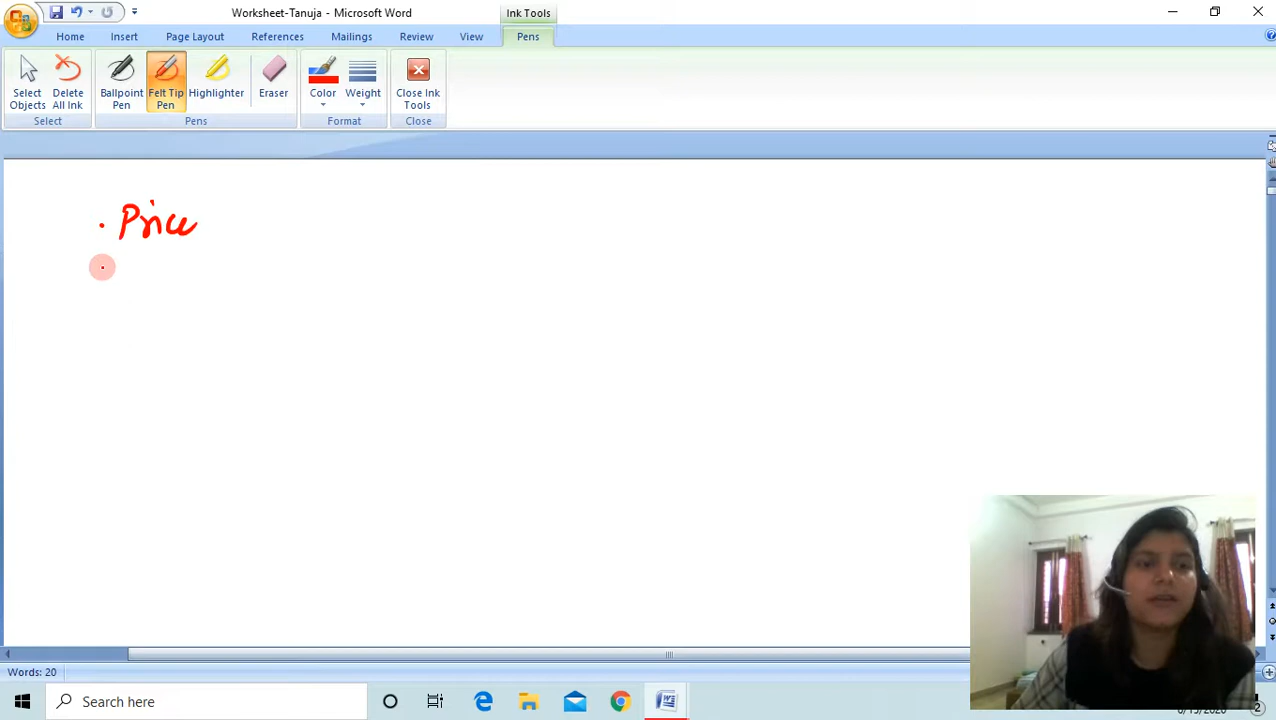 Worksheet-Tanuja - Microsoft Word
Ink Tools
Home Insert Page Layout References Mailings Review View Pens
Select Objects
Delete All Ink
Ballpoint Pen
Felt Tip Pen
Highlighter
Eraser
Color
Weight
Close Ink Tools
Select Pens Format Close
. Price
Words: 20
Search here
2